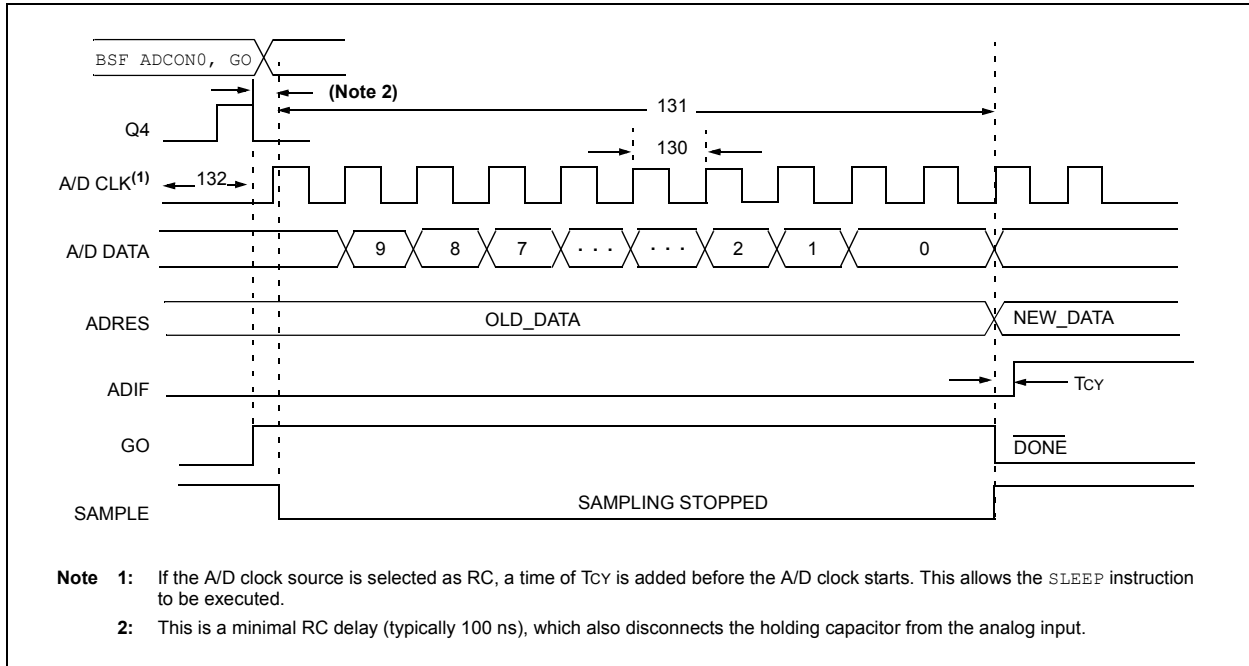 BSF ADCON0, GO
(Note 2)
131
Q4
130
A/D CLK(1)
132
A/D DATA
9 8 7 · · · · · · 2 1 0
ADRES
OLD_DATA
NEW_DATA
ADIF
TCY
GO
DONE
SAMPLE
SAMPLING STOPPED
Note 1: If the A/D clock source is selected as RC, a time of TCY is added before the A/D clock starts. This allows the SLEEP instruction
to be executed.
2: This is a minimal RC delay (typically 100 ns), which also disconnects the holding capacitor from the analog input.